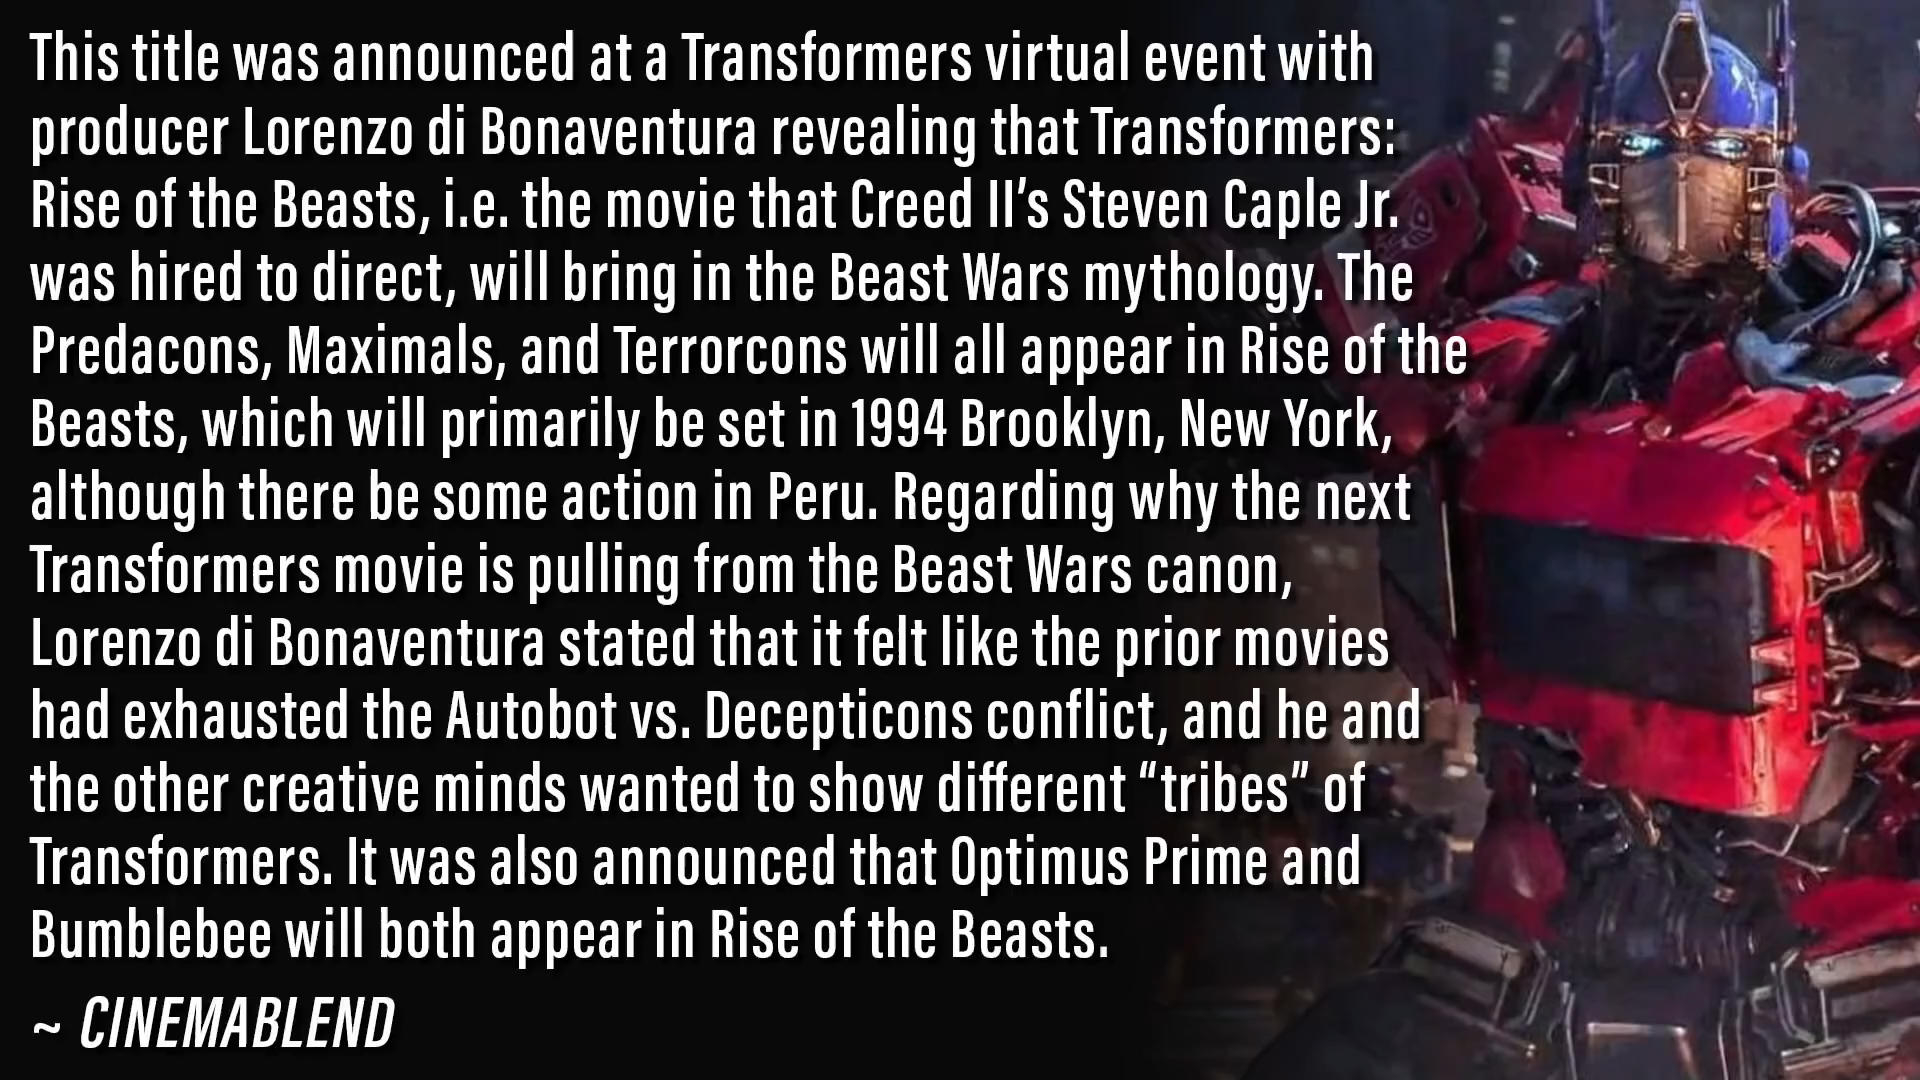 This title was announced at a Transformers virtual event with
producer Lorenzo di Bonaventura revealing that Transformers:
Rise of the Beasts, i.e. the movie that Creed II’s Steven Caple Jr.
was hired to direct, will bring in the Beast Wars mythology. The
Predacons, Maximals, and Terrorcons will all appear in Rise of the
Beasts, which will primarily be set in 1994 Brooklyn, New York,
although there be some action in Peru. Regarding why the next
Transformers movie is pulling from the Beast Wars canon,
Lorenzo di Bonaventura stated that it felt like the prior movies
had exhausted the Autobot vs. Decepticons conflict, and he and
the other creative minds wanted to show different “tribes” of
Transformers. It was also announced that Optimus Prime and
Bumblebee will both appear in Rise of the Beasts.
~ CINEMABLEND